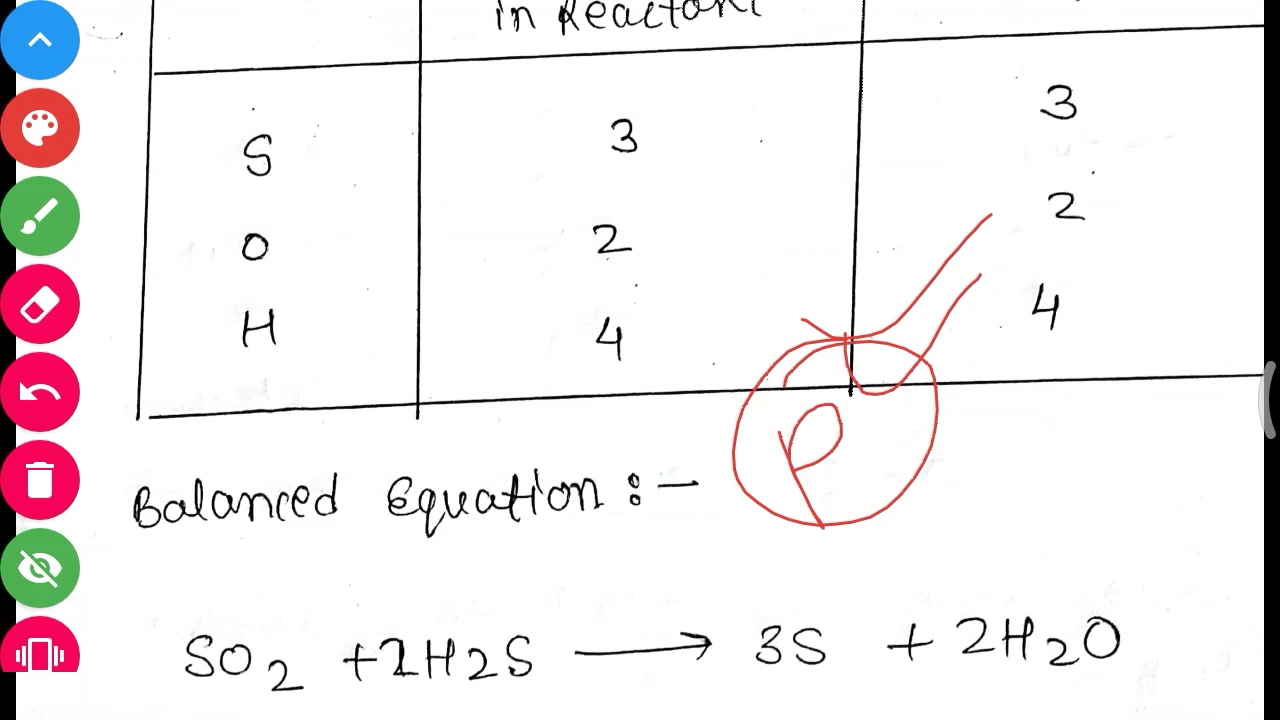 in Reactant
S 3 3
O 2 2
H 4 4
P
Balanced Equation :-
SO2 + 2H2S ⟶ 3S + 2H2O